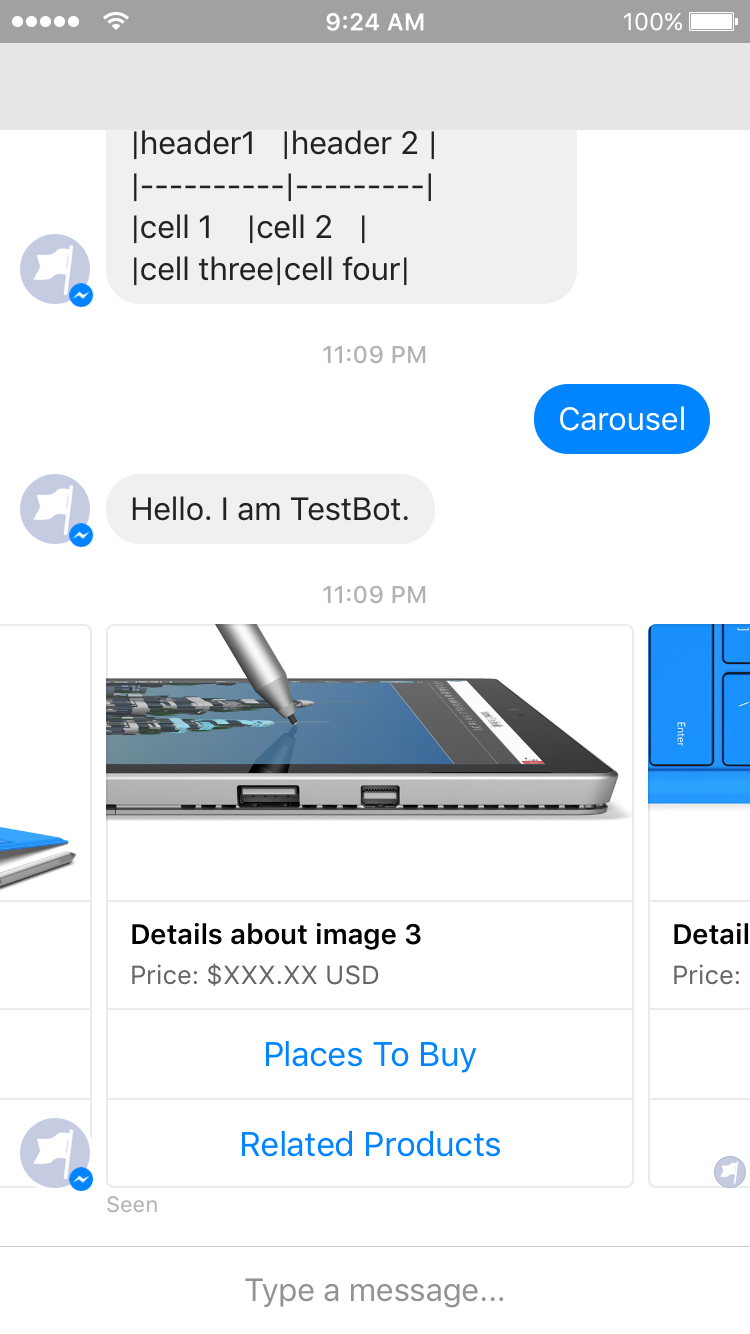 9:24 AM
100%
|header1 |header 2 |
|----------|---------|
|cell 1 |cell 2 |
|cell three|cell four|
11:09 PM
Carousel
Hello. I am TestBot.
11:09 PM
Enter
Details about image 3
Price: $XXX.XX USD
Detail
Price:
Places To Buy
Related Products
Seen
Type a message...